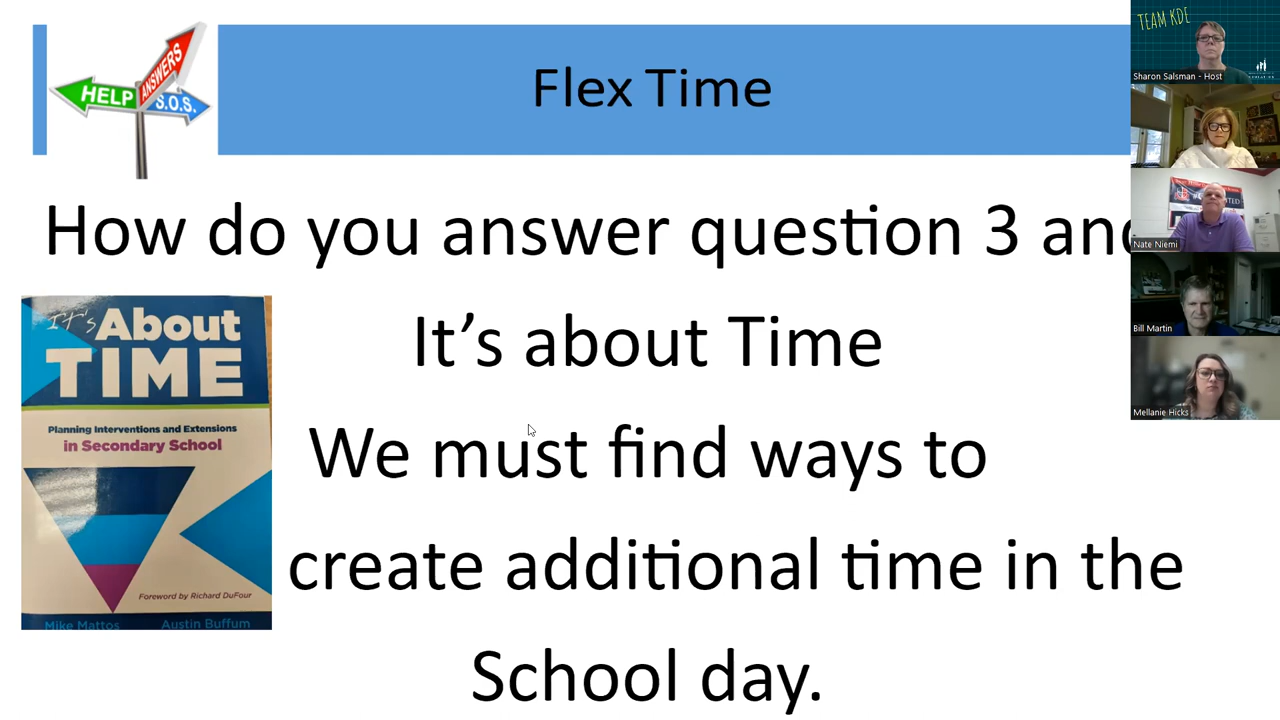 HELP
ANSWERS
S.O.S.
Flex Time
How do you answer question 3 and
It's about Time
We must find ways to
create additional time in the
School day.
It's About
TIME
Planning Interventions and Extensions
in Secondary School
Foreword by Richard DuFour
Mike Mattos Austin Buffum
TEAM KDE
Sharon Salsman - Host
Nate Niemi
Bill Martin
Mellanie Hicks